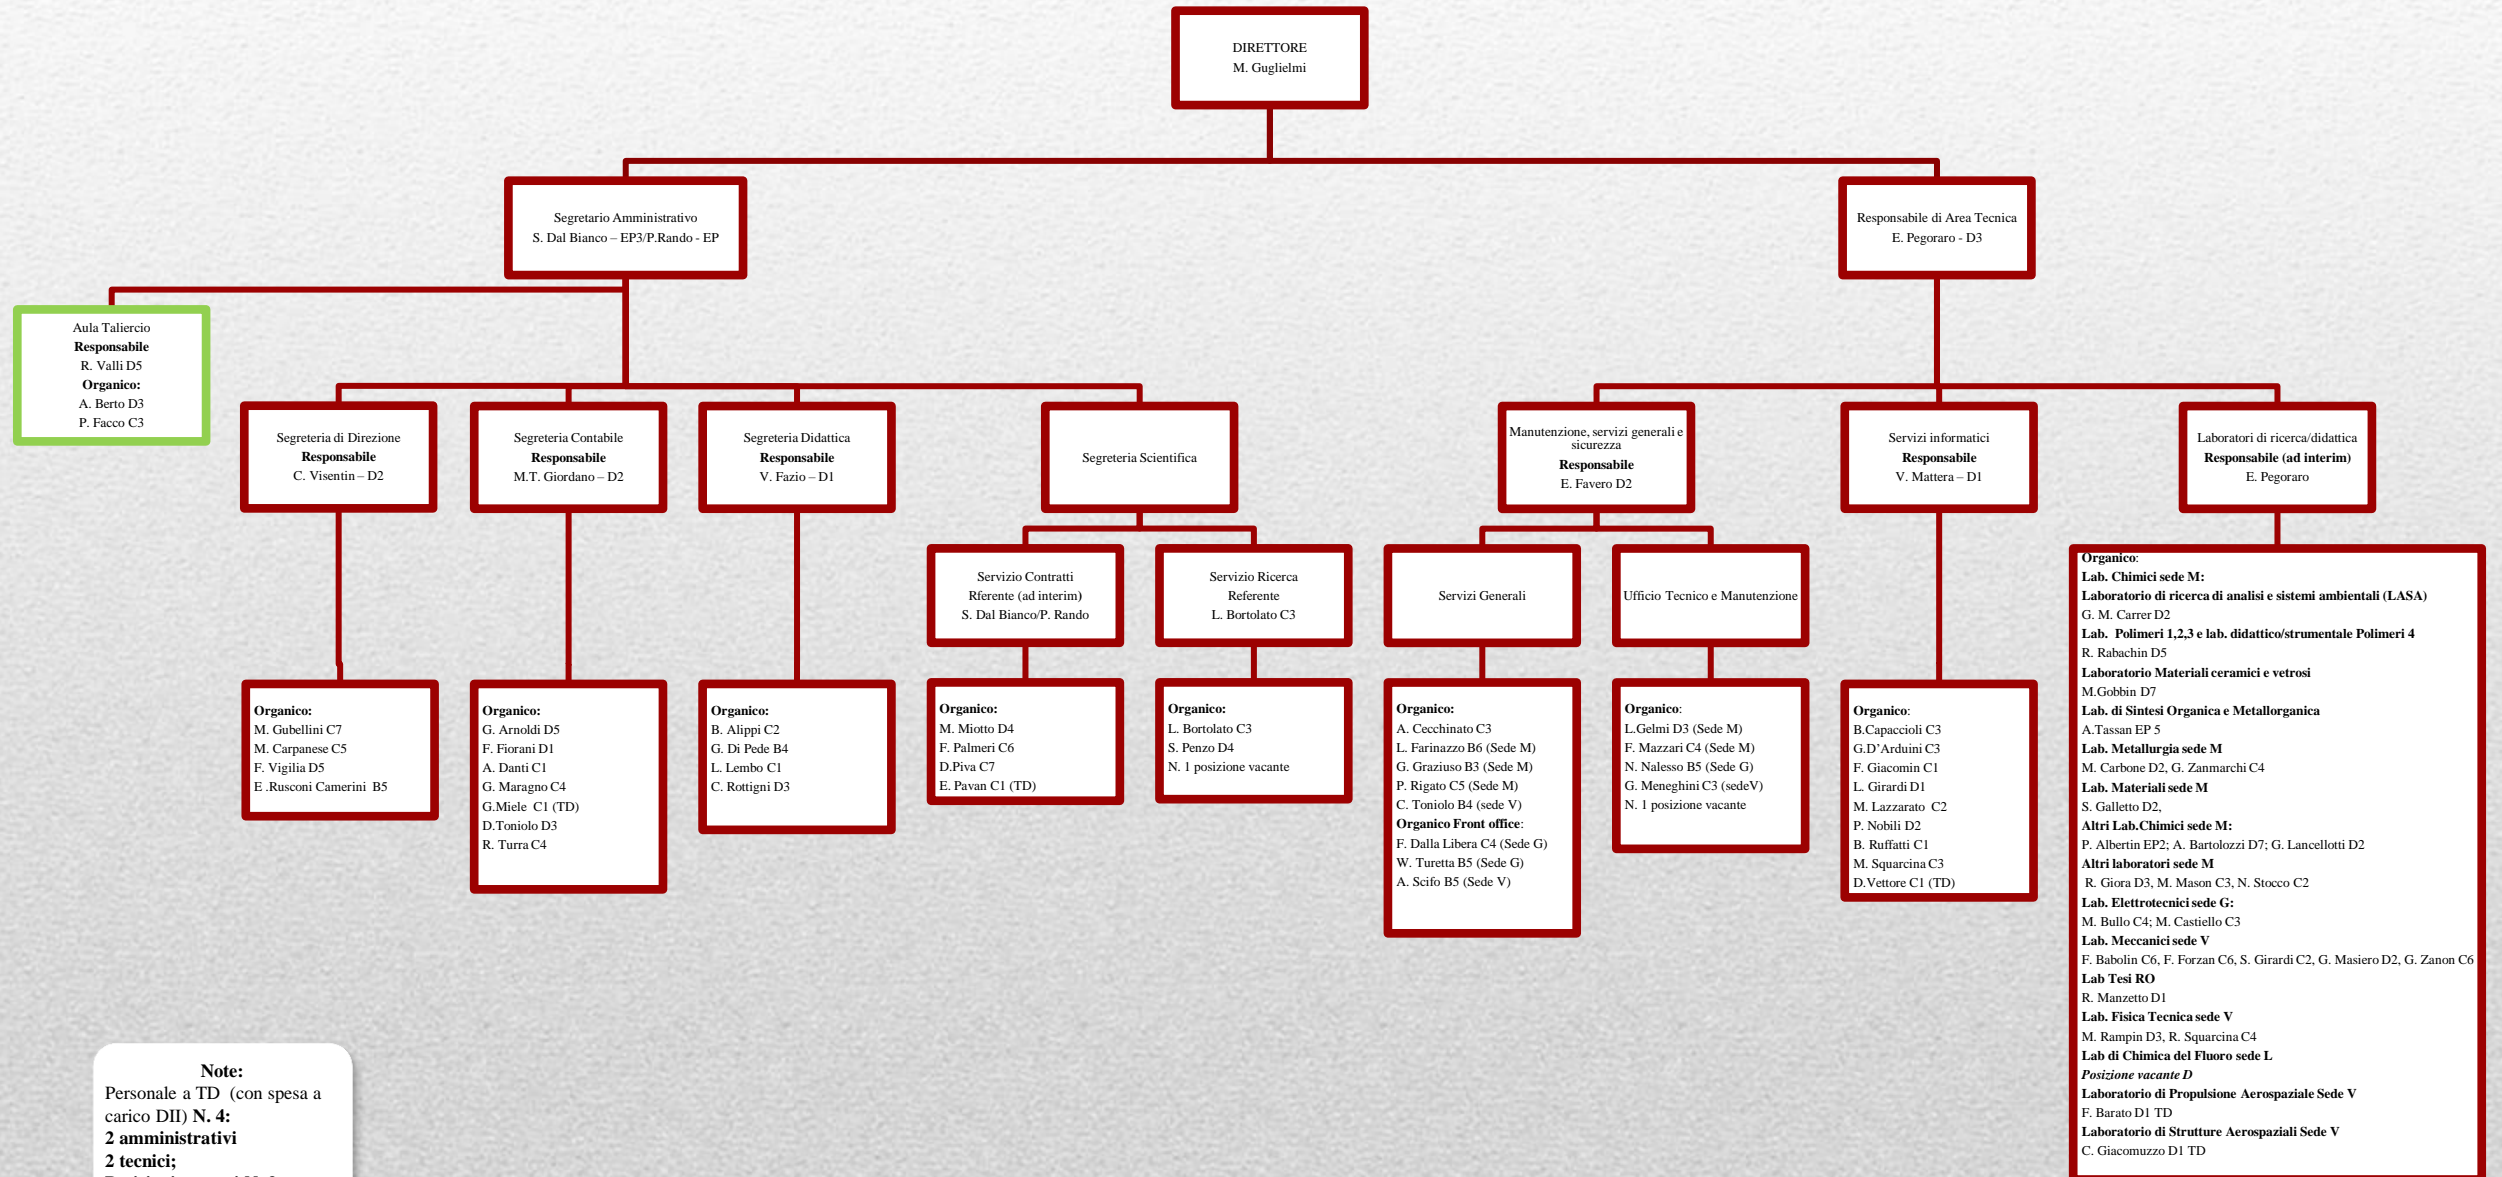 DIRETTORE
M. Guglielmi
Segretario Amministrativo
S. Dal Bianco – EP3/P.Rando - EP
Responsabile di Area Tecnica
E. Pegoraro - D3
Aula Taliercio
Responsabile
R. Valli D5
Organico:
A. Berto D3
P. Facco C3
Segreteria di Direzione
Responsabile
C. Visentin – D2
Segreteria Contabile
Responsabile
M.T. Giordano – D2
Segreteria Didattica
Responsabile
V. Fazio – D1
Segreteria Scientifica
Manutenzione, servizi generali e
sicurezza
Responsabile
E. Favero D2
Servizi informatici
Responsabile
V. Mattera – D1
Laboratori di ricerca/didattica
Responsabile (ad interim)
E. Pegoraro
Servizio Contratti
Rferente (ad interim)
S. Dal Bianco/P. Rando
Servizio Ricerca
Referente
L. Bortolato C3
Servizi Generali
Ufficio Tecnico e Manutenzione
Organico:
M. Gubellini C7
M. Carpanese C5
F. Vigilia D5
E .Rusconi Camerini B5
Organico:
G. Arnoldi D5
F. Fiorani D1
A. Danti C1
G. Maragno C4
G.Miele C1 (TD)
D.Toniolo D3
R. Turra C4
Organico:
B. Alippi C2
G. Di Pede B4
L. Lembo C1
C. Rottigni D3
Organico:
M. Miotto D4
F. Palmeri C6
D.Piva C7
E. Pavan C1 (TD)
Organico:
L. Bortolato C3
S. Penzo D4
N. 1 posizione vacante
Organico:
A. Cecchinato C3
L. Farinazzo B6 (Sede M)
G. Graziuso B3 (Sede M)
P. Rigato C5 (Sede M)
C. Toniolo B4 (sede V)
Organico Front office:
F. Dalla Libera C4 (Sede G)
W. Turetta B5 (Sede G)
A. Scifo B5 (Sede V)
Organico:
L.Gelmi D3 (Sede M)
F. Mazzari C4 (Sede M)
N. Nalesso B5 (Sede G)
G. Meneghini C3 (sedeV)
N. 1 posizione vacante
Organico:
B.Capaccioli C3
G.D’Arduini C3
F. Giacomin C1
L. Girardi D1
M. Lazzarato C2
P. Nobili D2
B. Ruffatti C1
M. Squarcina C3
D.Vettore C1 (TD)
Organico:
Lab. Chimici sede M:
Laboratorio di ricerca di analisi e sistemi ambientali (LASA)
G. M. Carrer D2
Lab. Polimeri 1,2,3 e lab. didattico/strumentale Polimeri 4
R. Rabachin D5
Laboratorio Materiali ceramici e vetrosi
M.Gobbin D7
Lab. di Sintesi Organica e Metallorganica
A.Tassan EP 5
Lab. Metallurgia sede M
M. Carbone D2, G. Zanmarchi C4
Lab. Materiali sede M
S. Galletto D2,
Altri Lab.Chimici sede M:
P. Albertin EP2; A. Bartolozzi D7; G. Lancellotti D2
Altri laboratori sede M
R. Giora D3, M. Mason C3, N. Stocco C2
Lab. Elettrotecnici sede G:
M. Bullo C4; M. Castiello C3
Lab. Meccanici sede V
F. Babolin C6, F. Forzan C6, S. Girardi C2, G. Masiero D2, G. Zanon C6
Lab Tesi RO
R. Manzetto D1
Lab. Fisica Tecnica sede V
M. Rampin D3, R. Squarcina C4
Lab di Chimica del Fluoro sede L
Posizione vacante D
Laboratorio di Propulsione Aerospaziale Sede V
F. Barato D1 TD
Laboratorio di Strutture Aerospaziali Sede V
C. Giacomuzzo D1 TD
Note:
Personale a TD (con spesa a
carico DII) N. 4:
2 amministrativi
2 tecnici;